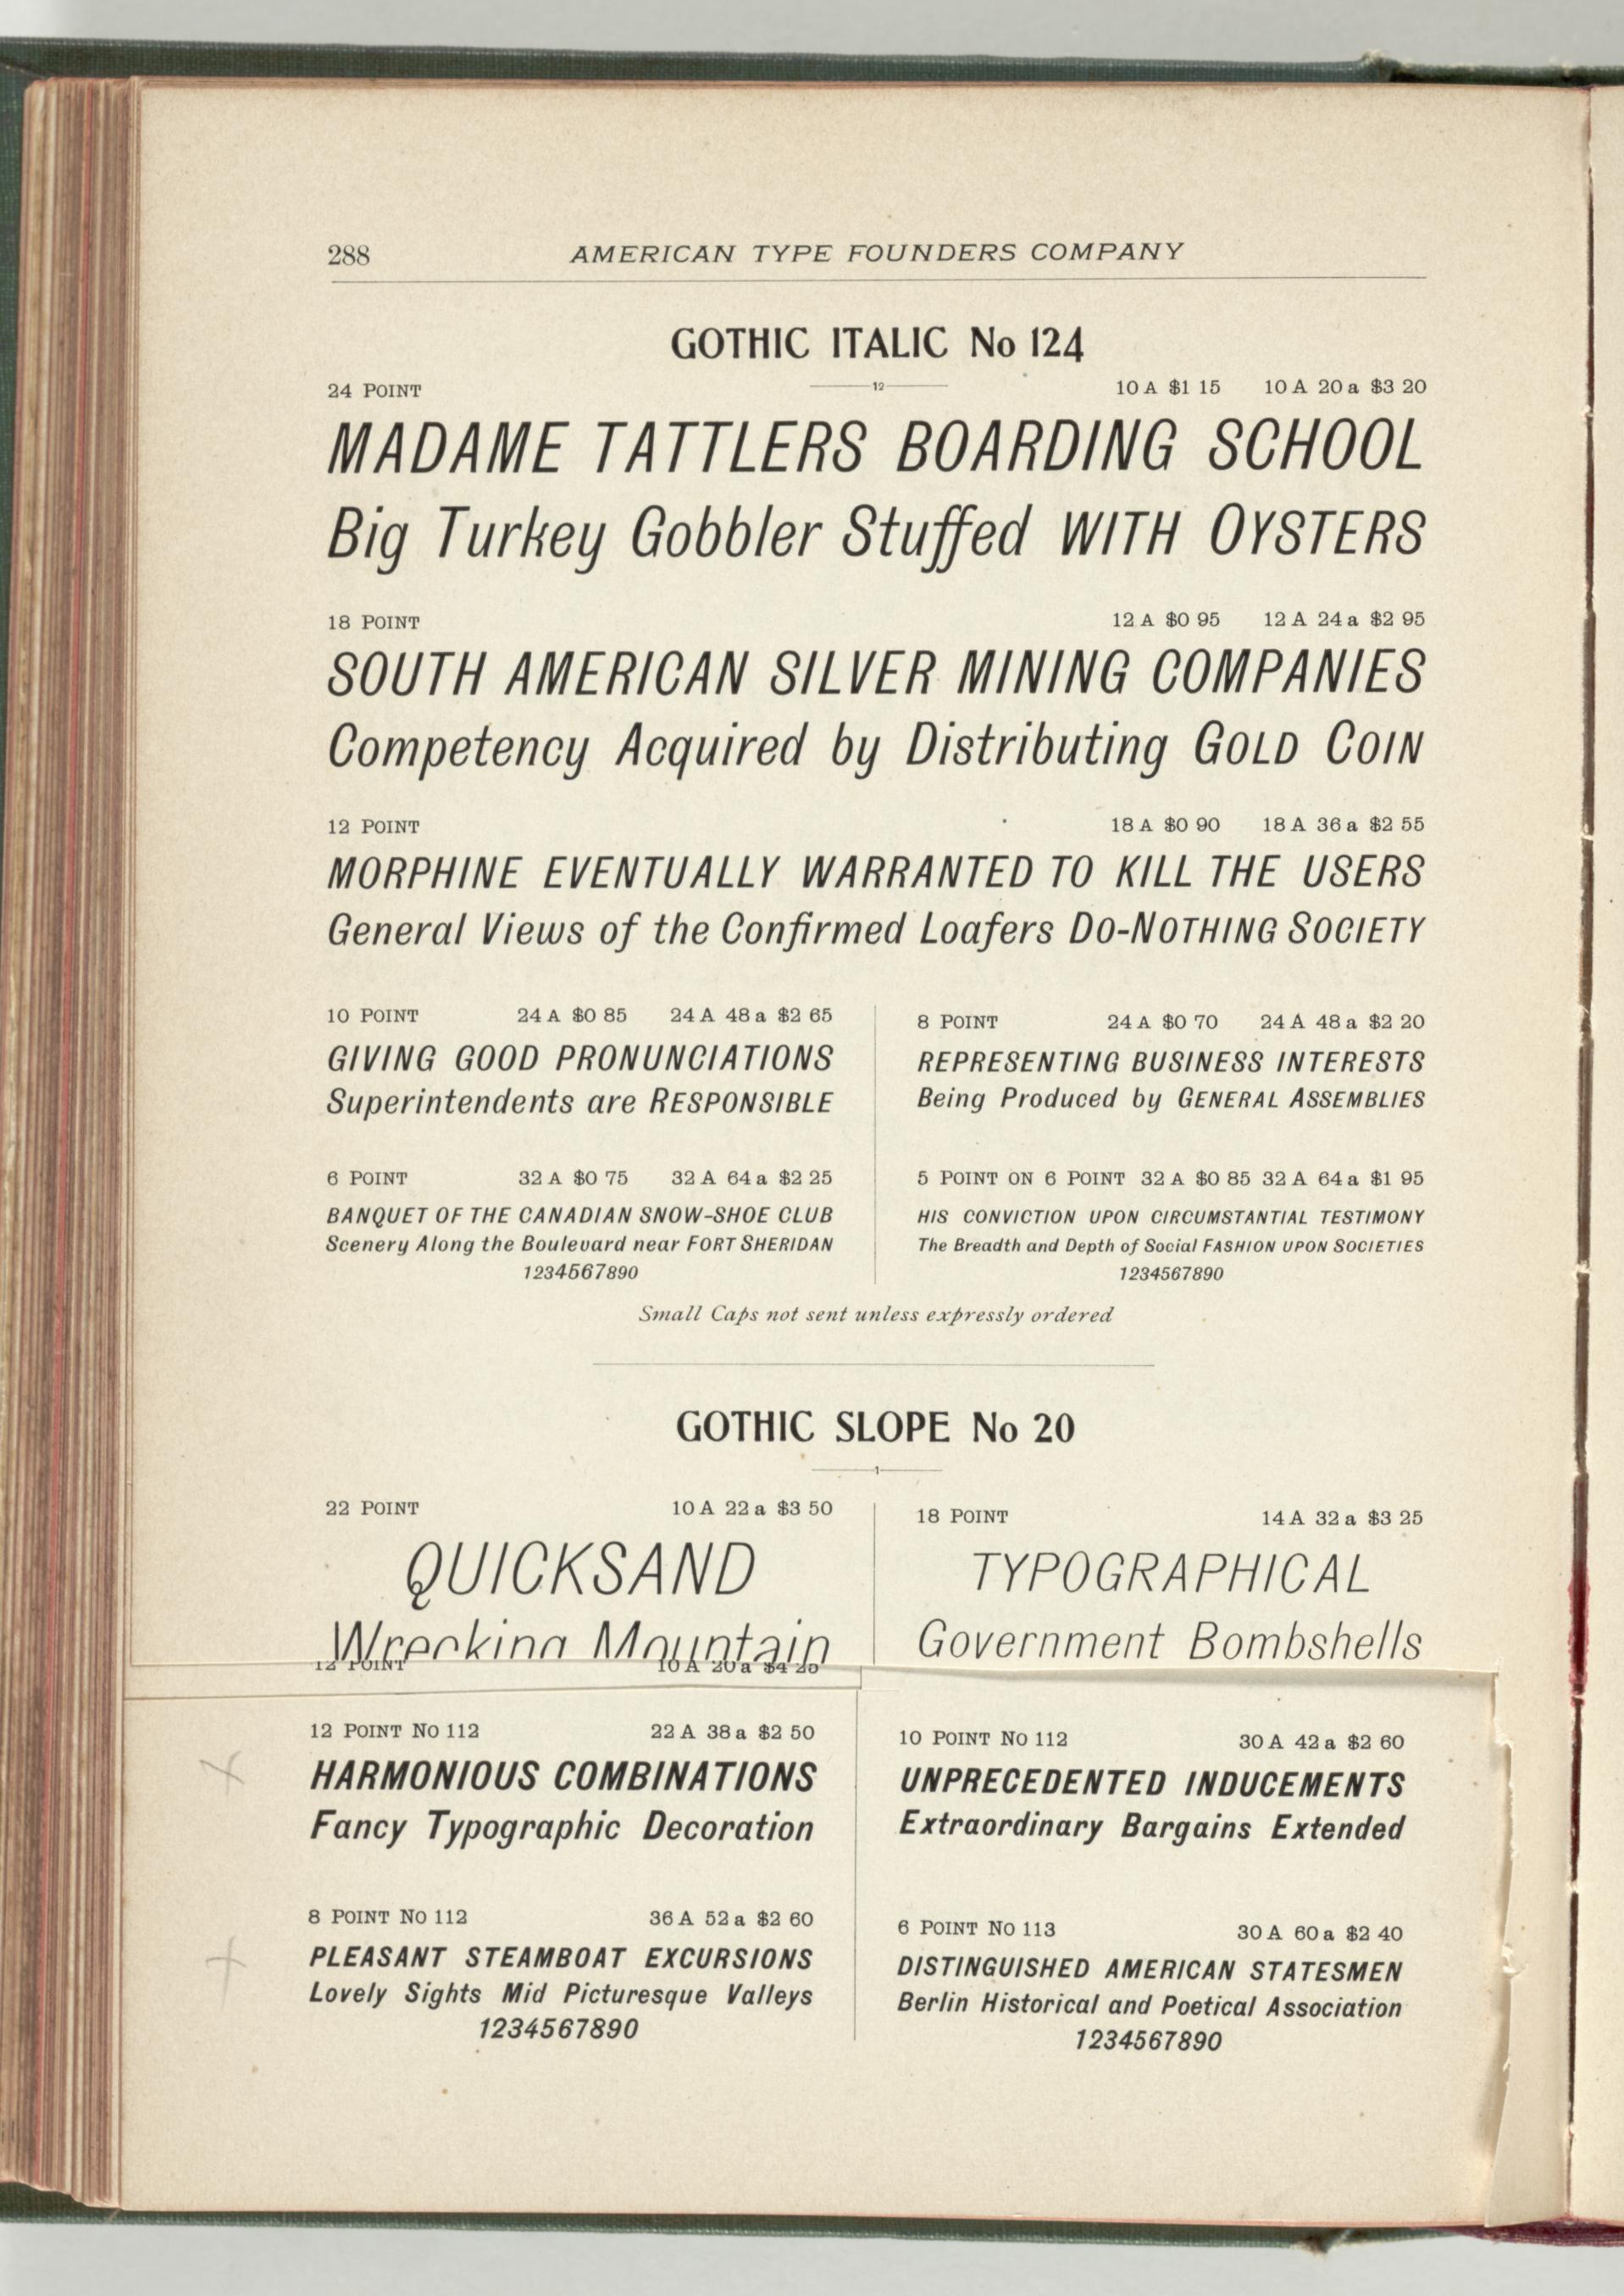 288 AMERICAN TYPE FOUNDERS COMPANY
GOTHIC ITALIC No 124
12
24 POINT 10 A $1 15 10 A 20 a $3 20
MADAME TATTLERS BOARDING SCHOOL
Big Turkey Gobbler Stuffed WITH OYSTERS
18 POINT 12 A $0 95 12 A 24 a $2 95
SOUTH AMERICAN SILVER MINING COMPANIES
Competency Acquired by Distributing GOLD COIN
12 POINT 18 A $0 90 18 A 36 a $2 55
MORPHINE EVENTUALLY WARRANTED TO KILL THE USERS
General Views of the Confirmed Loafers DO-NOTHING SOCIETY
10 POINT 24 A $0 85 24 A 48 a $2 65
GIVING GOOD PRONUNCIATIONS
Superintendents are RESPONSIBLE
8 POINT 24 A $0 70 24 A 48 a $2 20
REPRESENTING BUSINESS INTERESTS
Being Produced by GENERAL ASSEMBLIES
6 POINT 32 A $0 75 32 A 64 a $2 25
BANQUET OF THE CANADIAN SNOW-SHOE CLUB
Scenery Along the Boulevard near FORT SHERIDAN
1234567890
5 POINT ON 6 POINT 32 A $0 85 32 A 64 a $1 95
HIS CONVICTION UPON CIRCUMSTANTIAL TESTIMONY
The Breadth and Depth of Social FASHION UPON SOCIETIES
1234567890
Small Caps not sent unless expressly ordered
GOTHIC SLOPE No 20
1
22 POINT 10 A 22 a $3 50
QUICKSAND
Wrecking Mountain
18 POINT 14 A 32 a $3 25
TYPOGRAPHICAL
Government Bombshells
POINT 10 A 20 a
12 POINT No 112 22 A 38 a $2 50
HARMONIOUS COMBINATIONS
Fancy Typographic Decoration
10 POINT No 112 30 A 42 a $2 60
UNPRECEDENTED INDUCEMENTS
Extraordinary Bargains Extended
8 POINT No 112 36 A 52 a $2 60
PLEASANT STEAMBOAT EXCURSIONS
Lovely Sights Mid Picturesque Valleys
1234567890
6 POINT No 113 30 A 60 a $2 40
DISTINGUISHED AMERICAN STATESMEN
Berlin Historical and Poetical Association
1234567890